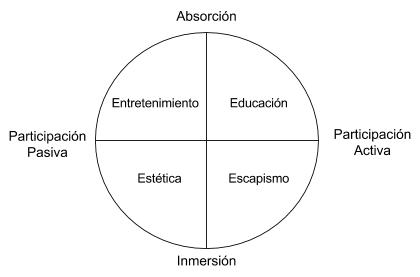 Absorción
Entretenimiento
Educación
Participación
Pasiva
Participación
Activa
Estética
Escapismo
Inmersión